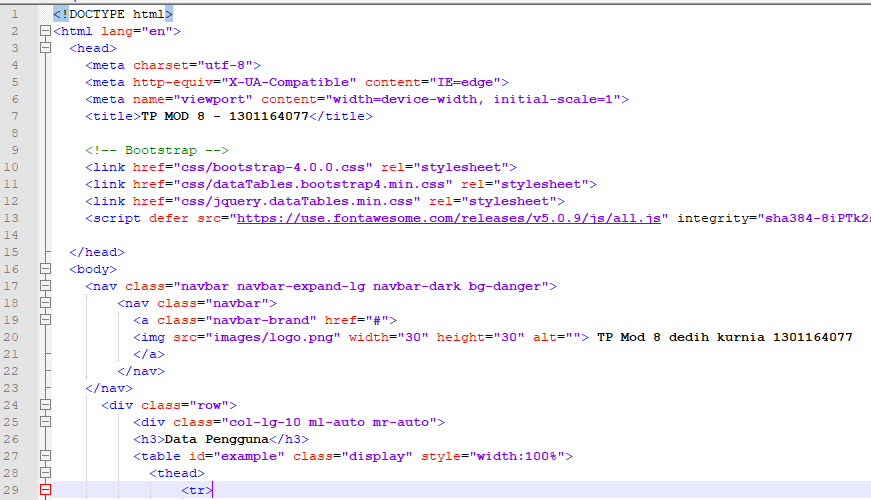 1 <!DOCTYPE html>
2 <html lang="en">
3 <head>
4 <meta charset="utf-8">
5 <meta http-equiv="X-UA-Compatible" content="IE=edge">
6 <meta name="viewport" content="width=device-width, initial-scale=1">
7 <title>TP MOD 8 - 1301164077</title>
8
9 <!-- Bootstrap -->
10 <link href="css/bootstrap-4.0.0.css" rel="stylesheet">
11 <link href="css/dataTables.bootstrap4.min.css" rel="stylesheet">
12 <link href="css/jquery.dataTables.min.css" rel="stylesheet">
13 <script defer src="https://use.fontawesome.com/releases/v5.0.9/js/all.js" integrity="sha384-8iPTk2s
14
15 </head>
16 <body>
17 <nav class="navbar navbar-expand-lg navbar-dark bg-danger">
18 <nav class="navbar">
19 <a class="navbar-brand" href="#">
20 <img src="images/logo.png" width="30" height="30" alt=""> TP Mod 8 dedih kurnia 1301164077
21 </a>
22 </nav>
23 </nav>
24 <div class="row">
25 <div class="col-lg-10 ml-auto mr-auto">
26 <h3>Data Pengguna</h3>
27 <table id="example" class="display" style="width:100%">
28 <thead>
29 <tr>